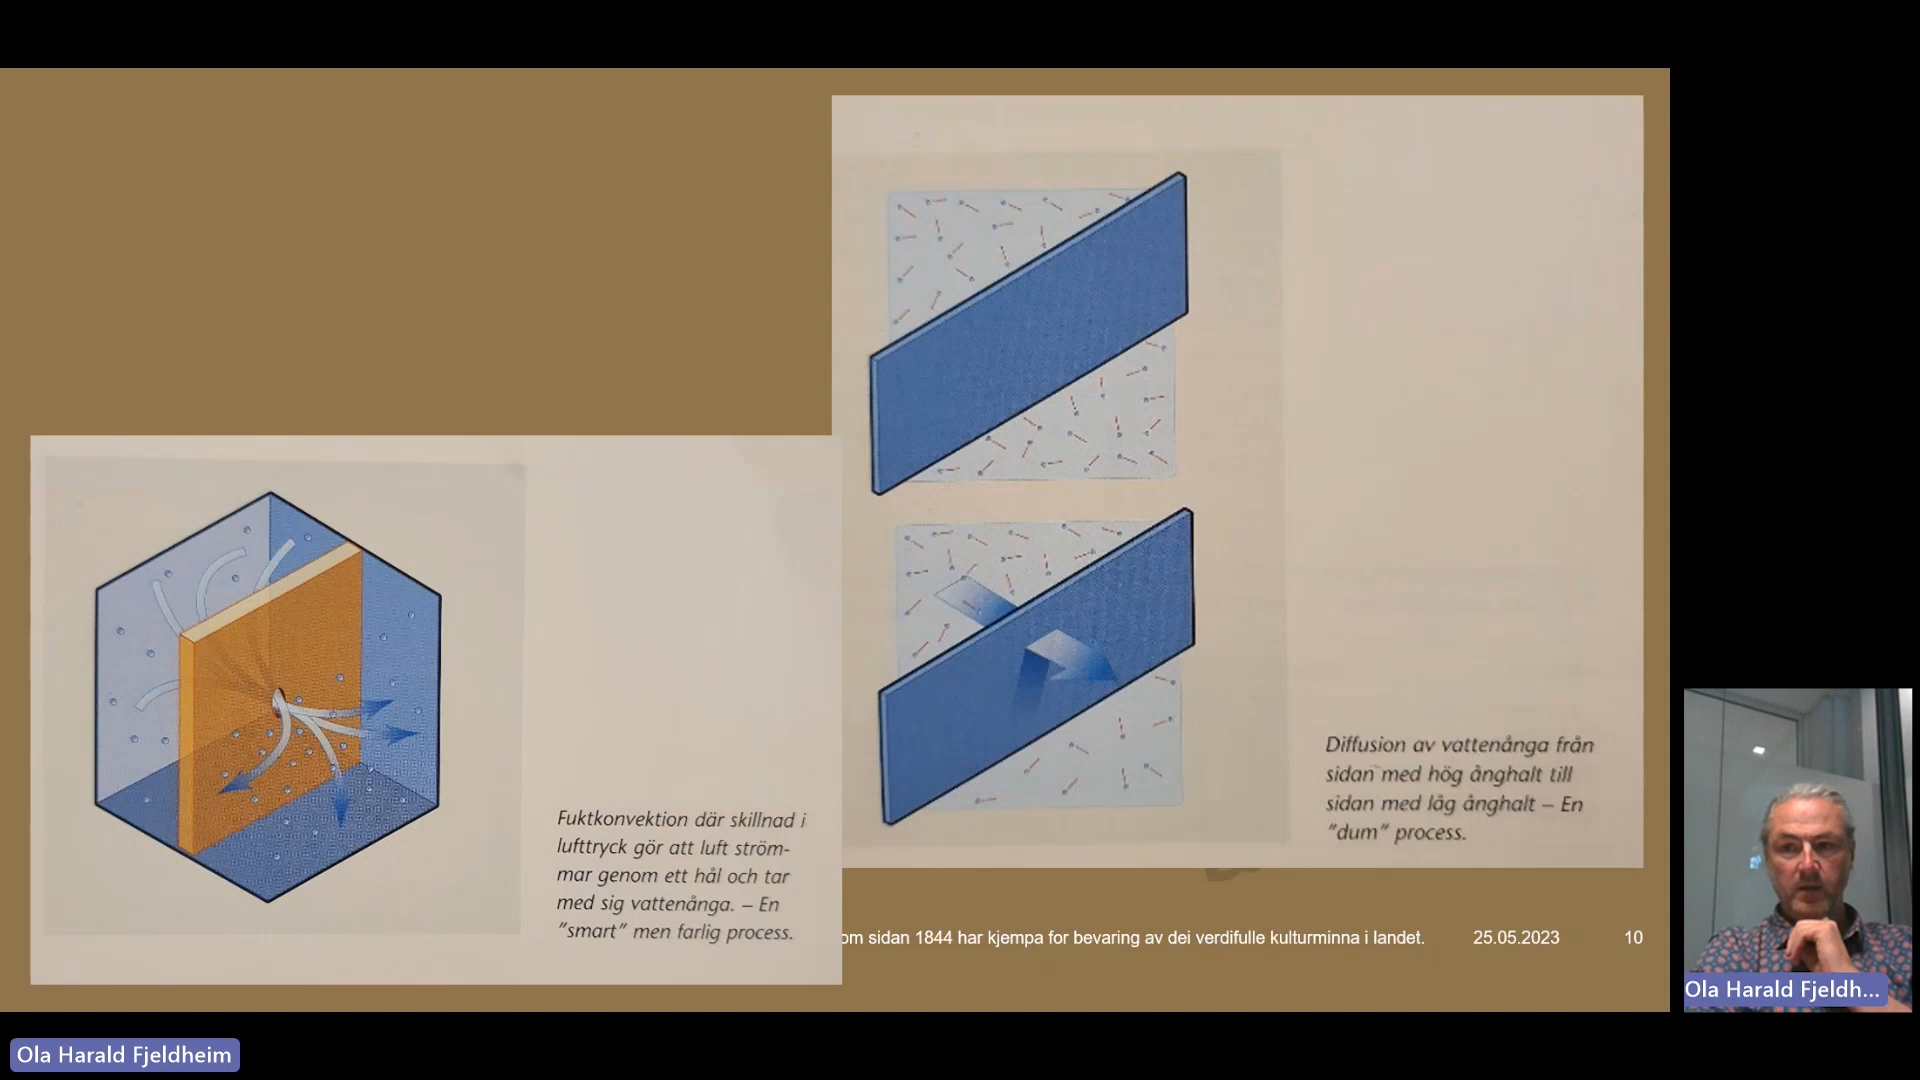 Diffusion av vattenånga från
sidan med hög ånghalt till
sidan med låg ånghalt – En
"dum" process.
Fuktkonvektion där skillnad i
lufttryck gör att luft ström-
mar genom ett hål och tar
med sig vattenånga. – En
"smart" men farlig process.
om sidan 1844 har kjempa for bevaring av dei verdifulle kulturminna i landet. 25.05.2023 10
Ola Harald Fjeldh...
Ola Harald Fjeldheim